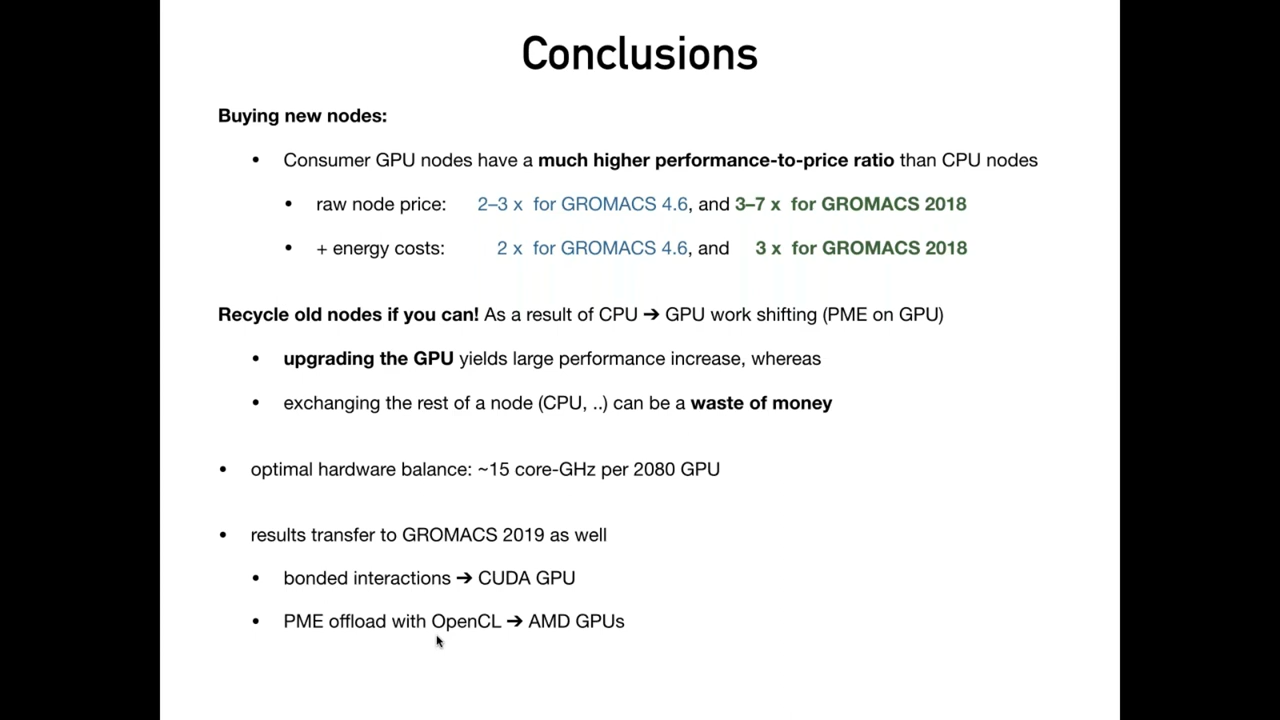 Conclusions
Buying new nodes:
• Consumer GPU nodes have a much higher performance-to-price ratio than CPU nodes
• raw node price: 2–3 x for GROMACS 4.6, and 3–7 x for GROMACS 2018
• + energy costs: 2 x for GROMACS 4.6, and 3 x for GROMACS 2018
Recycle old nodes if you can! As a result of CPU ➔ GPU work shifting (PME on GPU)
• upgrading the GPU yields large performance increase, whereas
• exchanging the rest of a node (CPU, ..) can be a waste of money
• optimal hardware balance: ~15 core-GHz per 2080 GPU
• results transfer to GROMACS 2019 as well
• bonded interactions ➔ CUDA GPU
• PME offload with OpenCL ➔ AMD GPUs